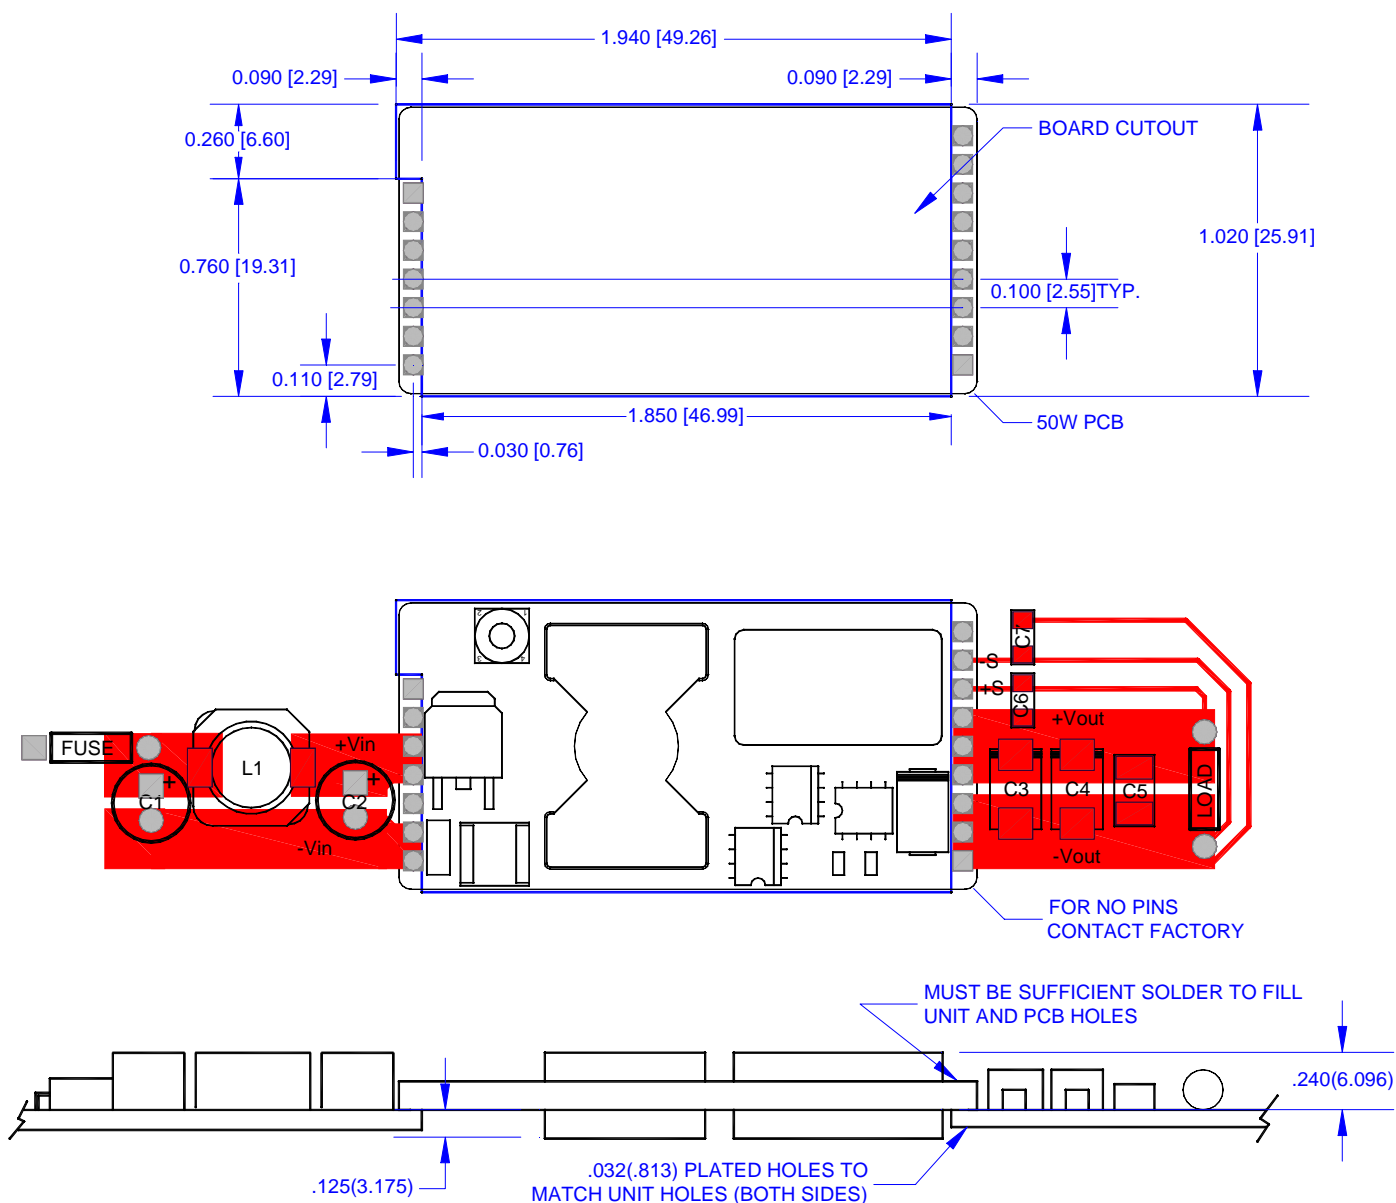 1.940 [49.26]
0.090 [2.29]
0.090 [2.29]
0.260 [6.60]
BOARD CUTOUT
1.020 [25.91]
0.760 [19.31]
0.100 [2.55]TYP.
0.110 [2.79]
1.850 [46.99]
50W PCB
0.030 [0.76]
2
1
4
3
C7
-S
+S
C6
+Vout
FUSE
+Vin
L1
+
+
C1
C2
C3
C4
C5
LOAD
-Vin
-Vout
FOR NO PINS
CONTACT FACTORY
MUST BE SUFFICIENT SOLDER TO FILL
UNIT AND PCB HOLES
.240(6.096)
.125(3.175)
.032(.813) PLATED HOLES TO
MATCH UNIT HOLES (BOTH SIDES)